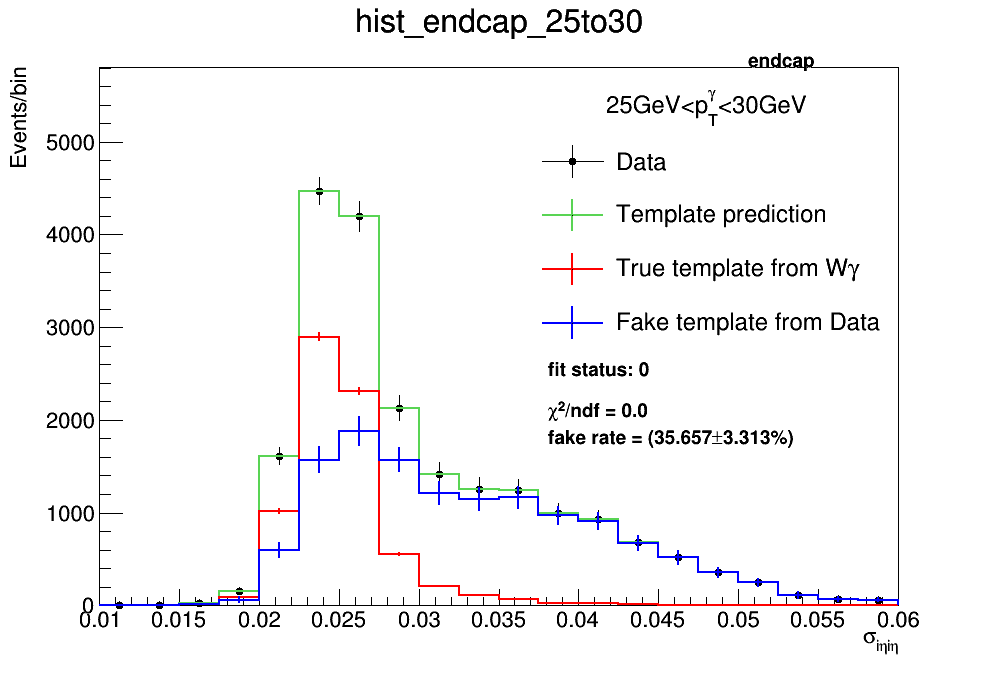 hist_endcap_25to30
Events/bin
endcap
25GeV<p_T^γ<30GeV
Data
Template prediction
True template from Wγ
Fake template from Data
fit status: 0
χ²/ndf = 0.0
fake rate = (35.657±3.313%)
5000
4000
3000
2000
1000
0
0.01 0.015 0.02 0.025 0.03 0.035 0.04 0.045 0.05 0.055 0.06
σ_iηiη